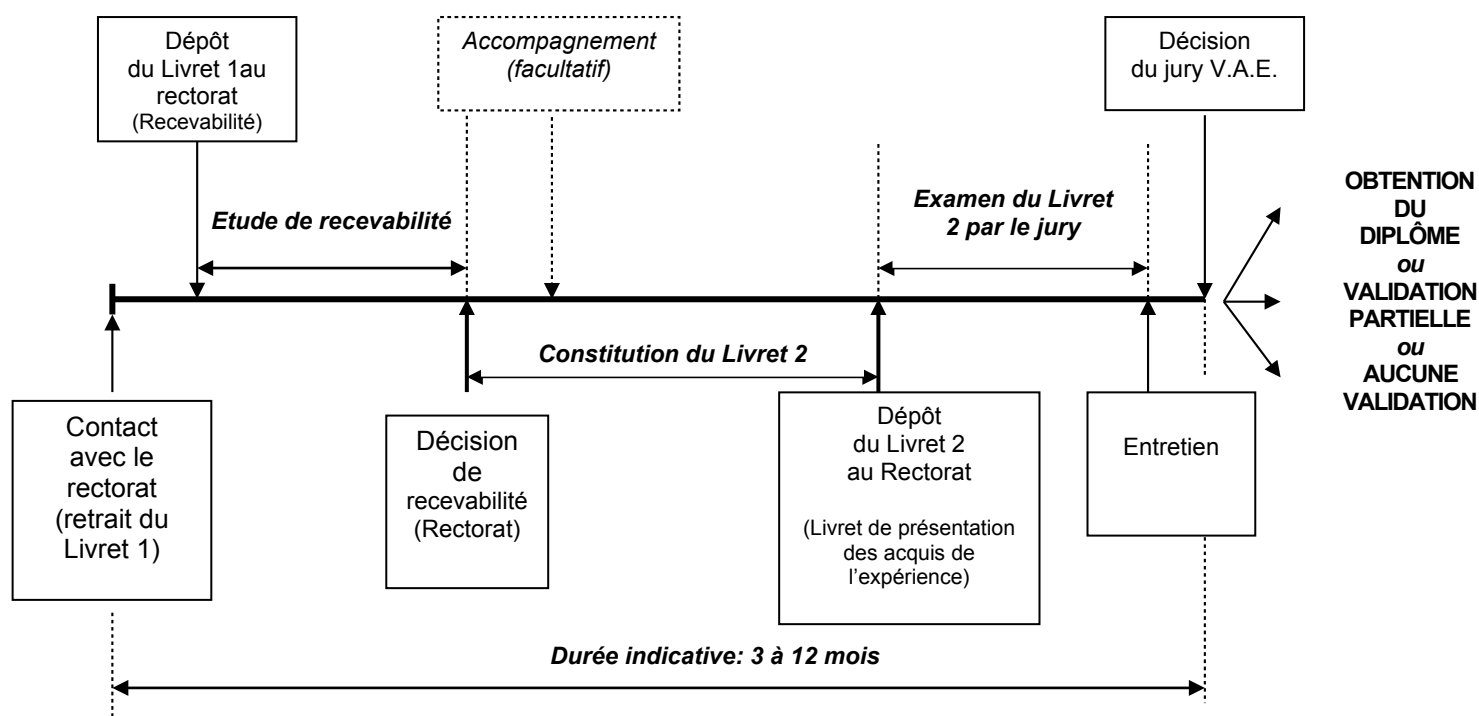 Dépôt
du Livret 1au
rectorat
(Recevabilité)
Accompagnement
(facultatif)
Décision
du jury V.A.E.
Etude de recevabilité
Examen du Livret
2 par le jury
OBTENTION
DU
DIPLÔME
ou
VALIDATION
PARTIELLE
ou
AUCUNE
VALIDATION
Constitution du Livret 2
Contact
avec le
rectorat
(retrait du
Livret 1)
Décision
de
recevabilité
(Rectorat)
Dépôt
du Livret 2
au Rectorat
(Livret de présentation
des acquis de
l’expérience)
Entretien
Durée indicative: 3 à 12 mois